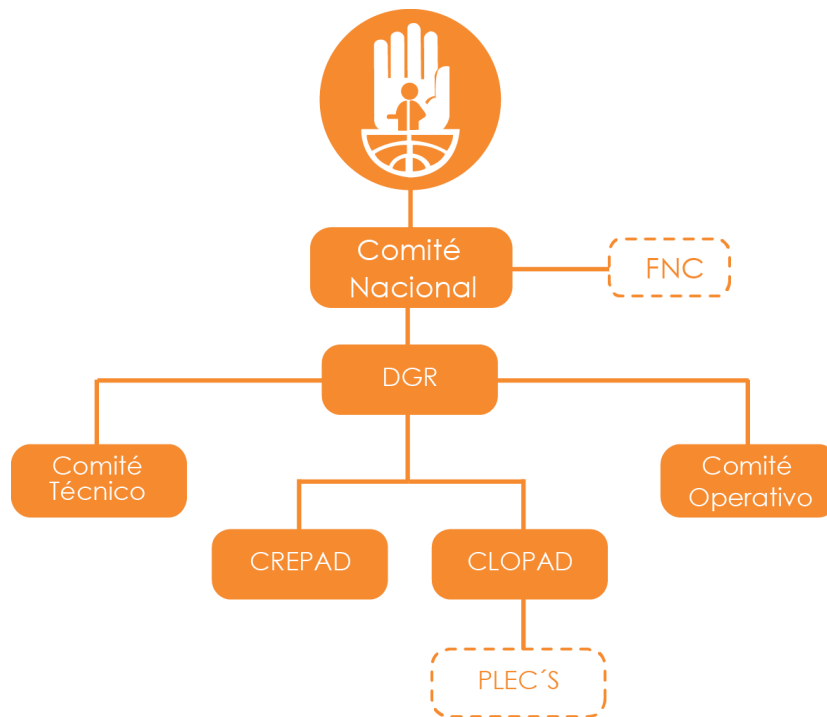 Comité
Nacional
FNC
DGR
Comité
Técnico
Comité
Operativo
CREPAD
CLOPAD
PLEC´S